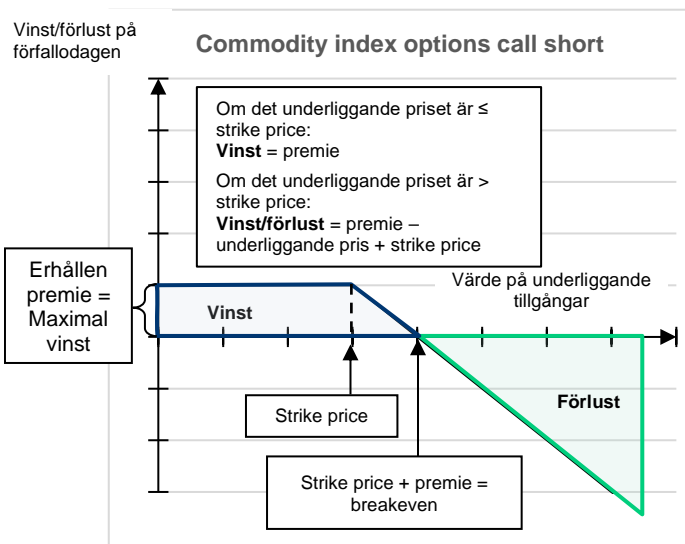 Vinst/förlust på
förfallodagen
Commodity index options call short
Om det underliggande priset är ≤
strike price:
Vinst = premie
Om det underliggande priset är >
strike price:
Vinst/förlust = premie –
underliggande pris + strike price
Erhållen
premie =
Maximal
vinst
Vinst
Värde på underliggande
tillgångar
Förlust
Strike price
Strike price + premie =
breakeven